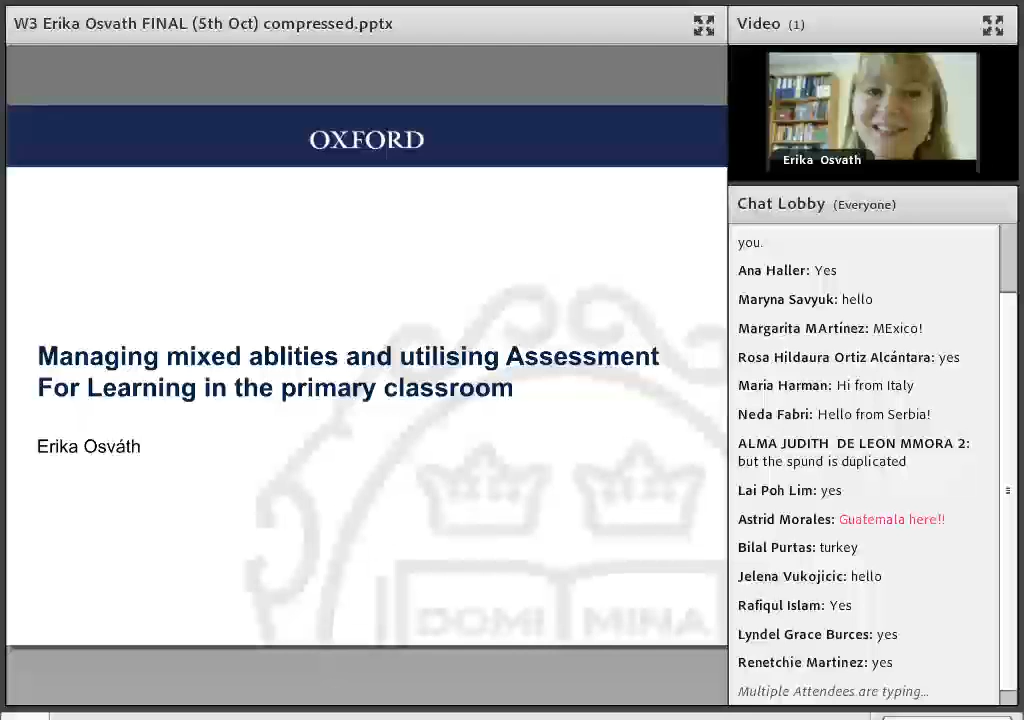 W3 Erika Osvath FINAL (5th Oct) compressed.pptx
OXFORD
Managing mixed ablities and utilising Assessment
For Learning in the primary classroom
Erika Osváth
DOMI MINA
Video (1)
Erika Osvath
Chat Lobby (Everyone)
you.
Ana Haller: Yes
Maryna Savyuk: hello
Margarita MArtínez: MExico!
Rosa Hildaura Ortiz Alcántara: yes
Maria Harman: Hi from Italy
Neda Fabri: Hello from Serbia!
ALMA JUDITH DE LEON MMORA 2:
but the spund is duplicated
Lai Poh Lim: yes
Astrid Morales: Guatemala here!!
Bilal Purtas: turkey
Jelena Vukojicic: hello
Rafiqul Islam: Yes
Lyndel Grace Burces: yes
Renetchie Martinez: yes
Multiple Attendees are typing...